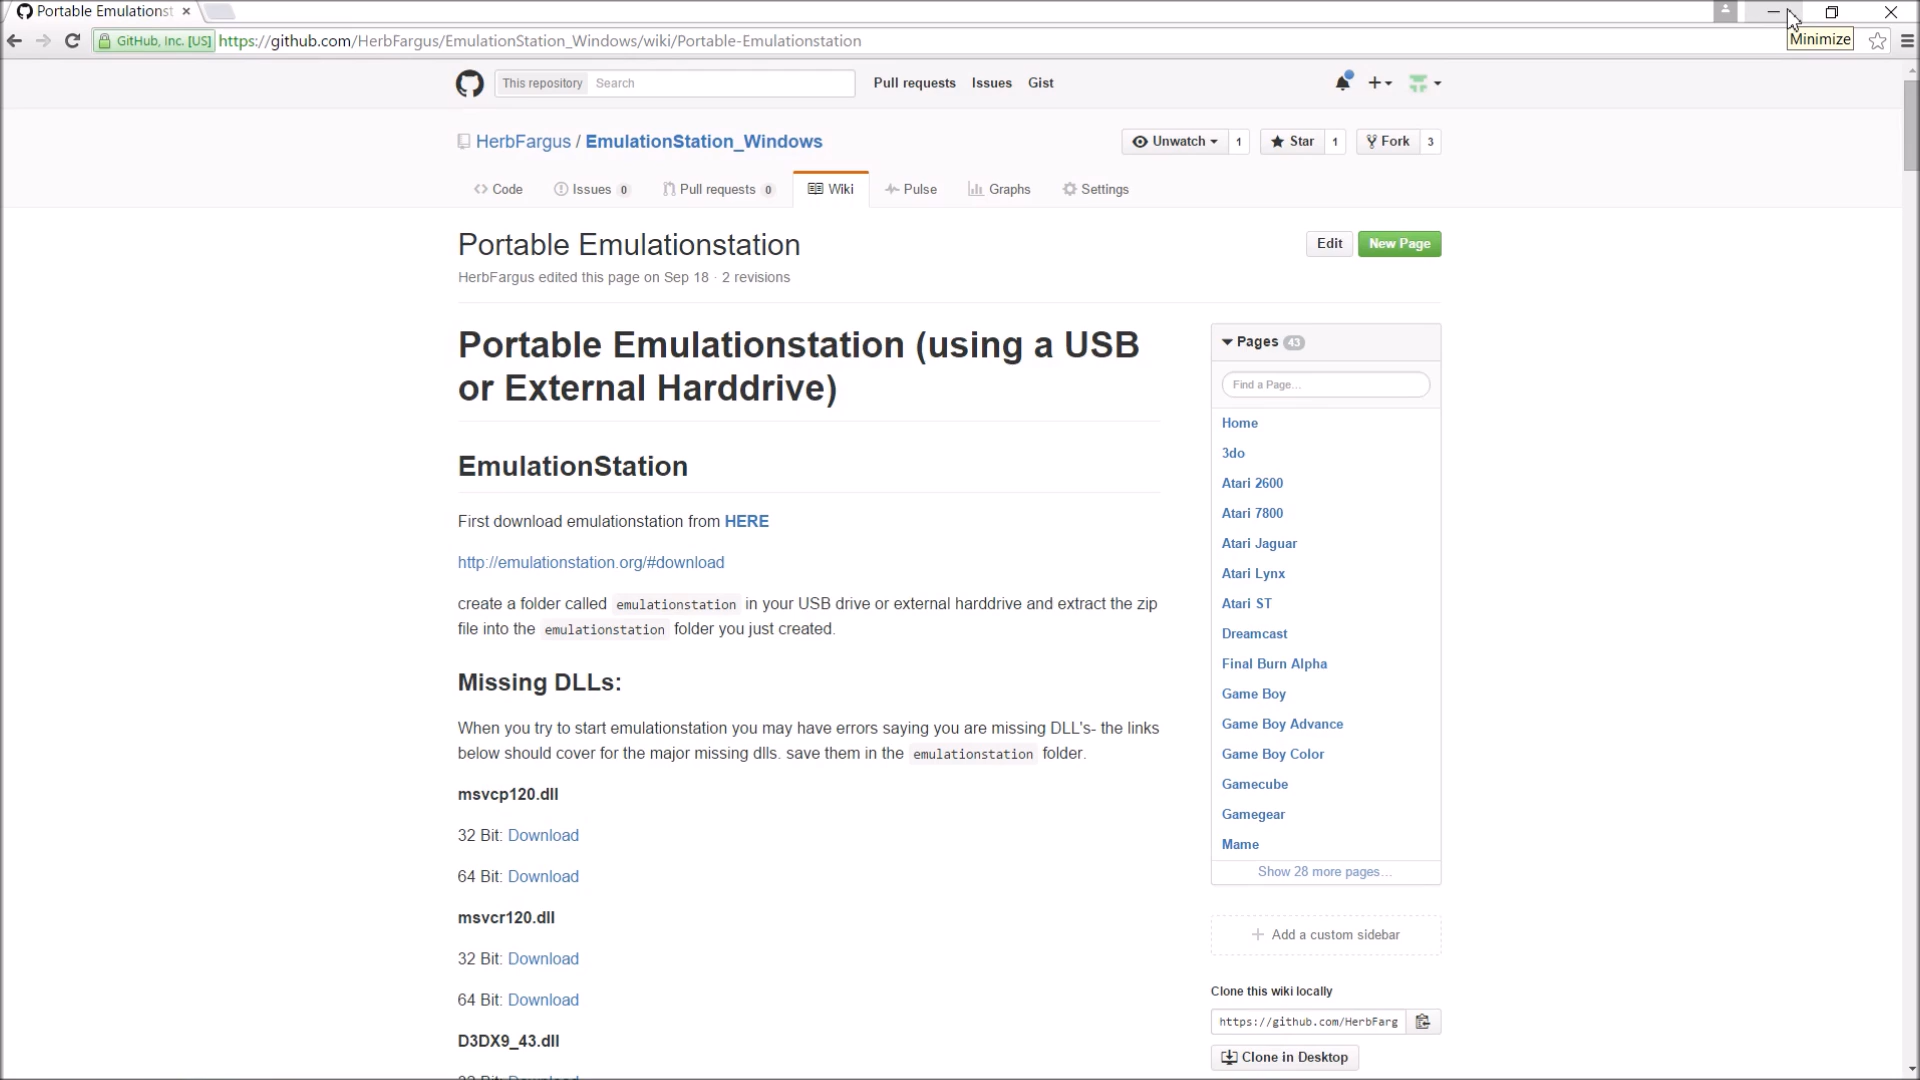 Portable Emulationst
GitHub, Inc. [US] https://github.com/HerbFargus/EmulationStation_Windows/wiki/Portable-Emulationstation
Minimize
This repository Search Pull requests Issues Gist
HerbFargus / EmulationStation_Windows
Unwatch 1 Star 1 Fork 3
Code Issues 0 Pull requests 0 Wiki Pulse Graphs Settings
Portable Emulationstation
Edit New Page
HerbFargus edited this page on Sep 18 · 2 revisions
Portable Emulationstation (using a USB
or External Harddrive)
EmulationStation
First download emulationstation from HERE
http://emulationstation.org/#download
create a folder called emulationstation in your USB drive or external harddrive and extract the zip
file into the emulationstation folder you just created.
Missing DLLs:
When you try to start emulationstation you may have errors saying you are missing DLL's- the links
below should cover for the major missing dlls. save them in the emulationstation folder.
msvcp120.dll
32 Bit: Download
64 Bit: Download
msvcr120.dll
32 Bit: Download
64 Bit: Download
D3DX9_43.dll
32 Bit: Download
Pages 43
Find a Page...
Home
3do
Atari 2600
Atari 7800
Atari Jaguar
Atari Lynx
Atari ST
Dreamcast
Final Burn Alpha
Game Boy
Game Boy Advance
Game Boy Color
Gamecube
Gamegear
Mame
Show 28 more pages...
+ Add a custom sidebar
Clone this wiki locally
https://github.com/HerbFarg
Clone in Desktop